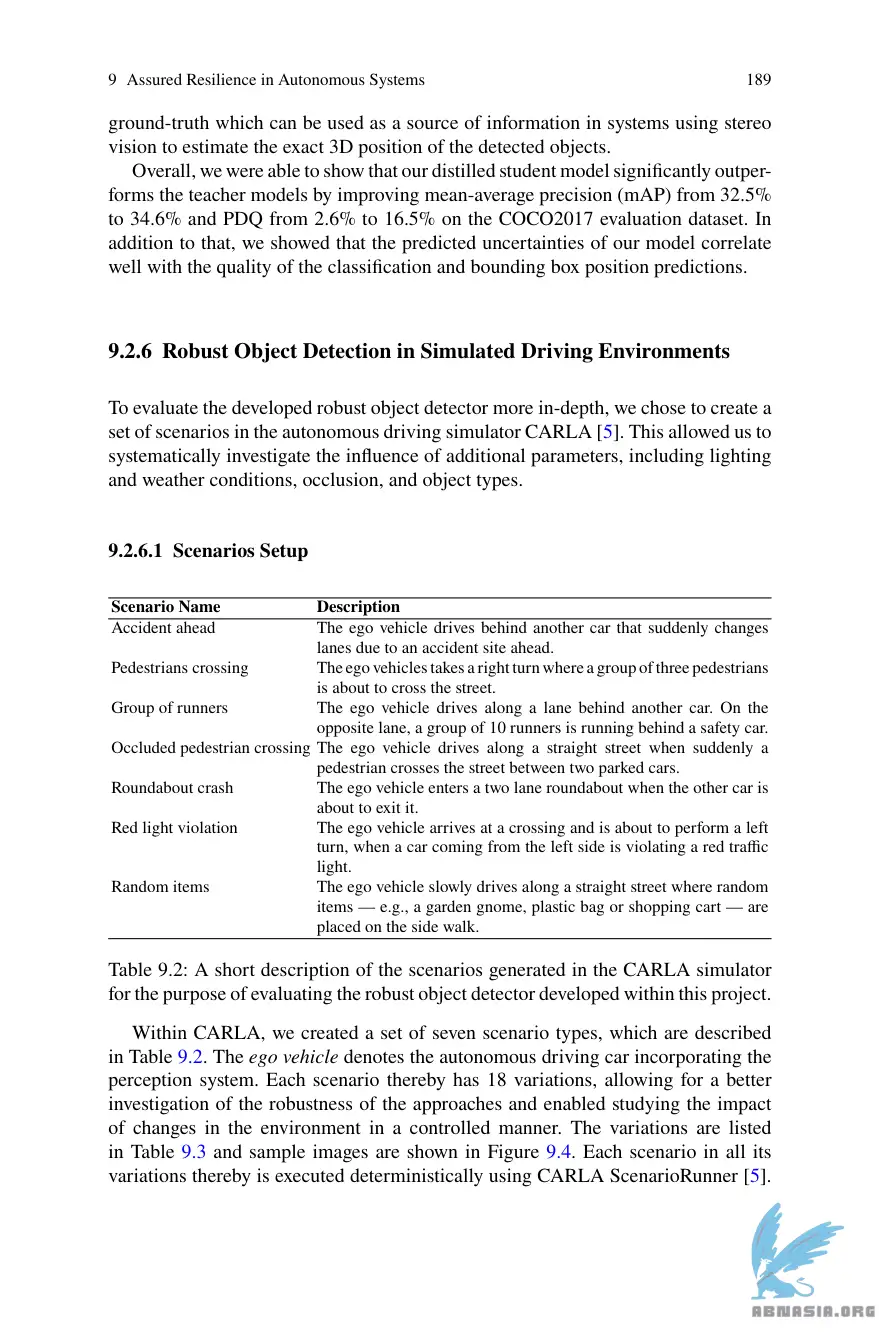 9 Assured Resilience in Autonomous Systems 189
ground-truth which can be used as a source of information in systems using stereo
vision to estimate the exact 3D position of the detected objects.
Overall, we were able to show that our distilled student model significantly outper-
forms the teacher models by improving mean-average precision (mAP) from 32.5%
to 34.6% and PDQ from 2.6% to 16.5% on the COCO2017 evaluation dataset. In
addition to that, we showed that the predicted uncertainties of our model correlate
well with the quality of the classification and bounding box position predictions.
9.2.6 Robust Object Detection in Simulated Driving Environments
To evaluate the developed robust object detector more in-depth, we chose to create a
set of scenarios in the autonomous driving simulator CARLA [5]. This allowed us to
systematically investigate the influence of additional parameters, including lighting
and weather conditions, occlusion, and object types.
9.2.6.1 Scenarios Setup
Scenario Name Description
Accident ahead The ego vehicle drives behind another car that suddenly changes
lanes due to an accident site ahead.
Pedestrians crossing The ego vehicles takes a right turn where a group of three pedestrians
is about to cross the street.
Group of runners The ego vehicle drives along a lane behind another car. On the
opposite lane, a group of 10 runners is running behind a safety car.
Occluded pedestrian crossing The ego vehicle drives along a straight street when suddenly a
pedestrian crosses the street between two parked cars.
Roundabout crash The ego vehicle enters a two lane roundabout when the other car is
about to exit it.
Red light violation The ego vehicle arrives at a crossing and is about to perform a left
turn, when a car coming from the left side is violating a red traffic
light.
Random items The ego vehicle slowly drives along a straight street where random
items — e.g., a garden gnome, plastic bag or shopping cart — are
placed on the side walk.
Table 9.2: A short description of the scenarios generated in the CARLA simulator
for the purpose of evaluating the robust object detector developed within this project.
Within CARLA, we created a set of seven scenario types, which are described
in Table 9.2. The ego vehicle denotes the autonomous driving car incorporating the
perception system. Each scenario thereby has 18 variations, allowing for a better
investigation of the robustness of the approaches and enabled studying the impact
of changes in the environment in a controlled manner. The variations are listed
in Table 9.3 and sample images are shown in Figure 9.4. Each scenario in all its
variations thereby is executed deterministically using CARLA ScenarioRunner [5].
ABNASIA.ORG